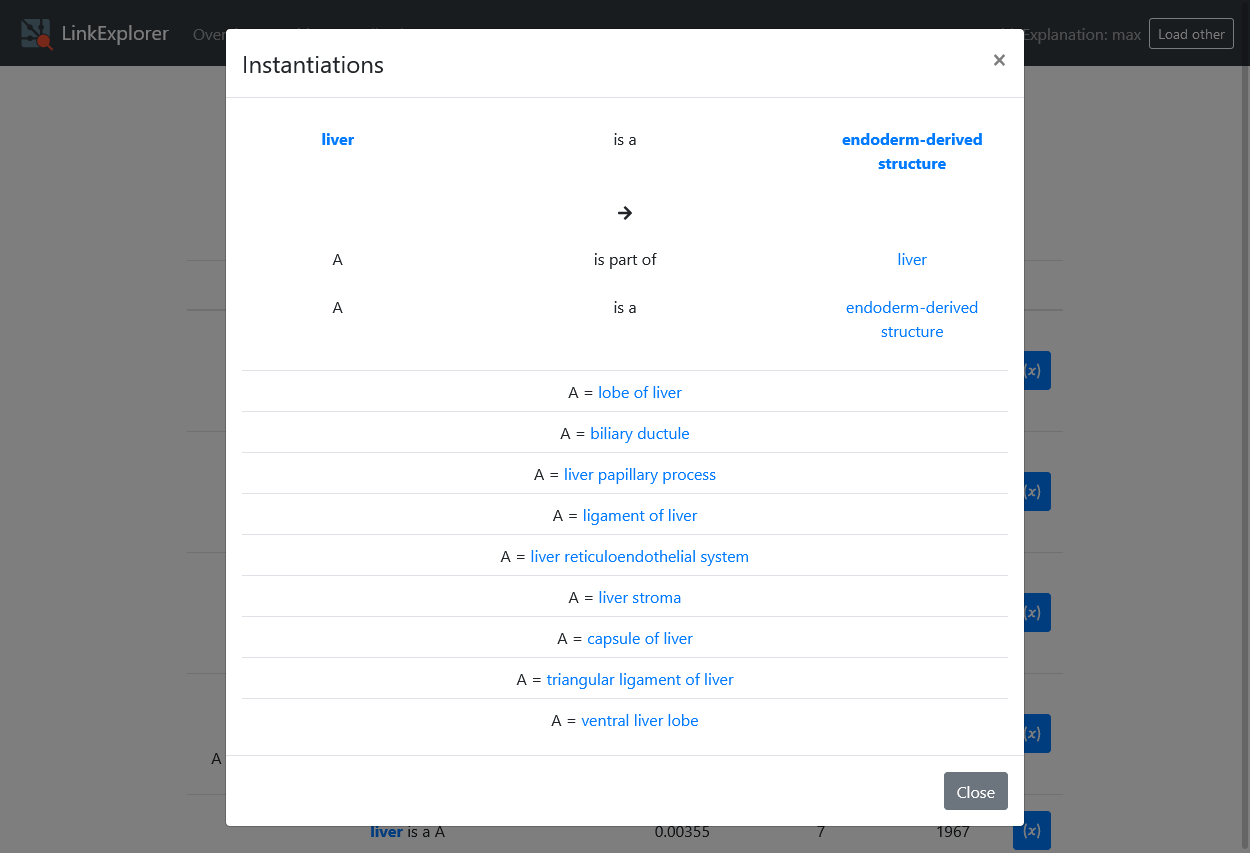 LinkExplorer
Explanation: max
Load other
Instantiations
×
liver is a endoderm-derived
structure
→
A is part of liver
A is a endoderm-derived
structure
A = lobe of liver
A = biliary ductule
A = liver papillary process
A = ligament of liver
A = liver reticuloendothelial system
A = liver stroma
A = capsule of liver
A = triangular ligament of liver
A = ventral liver lobe
A
Close
liver is a A 0.00355 7 1967 (x)